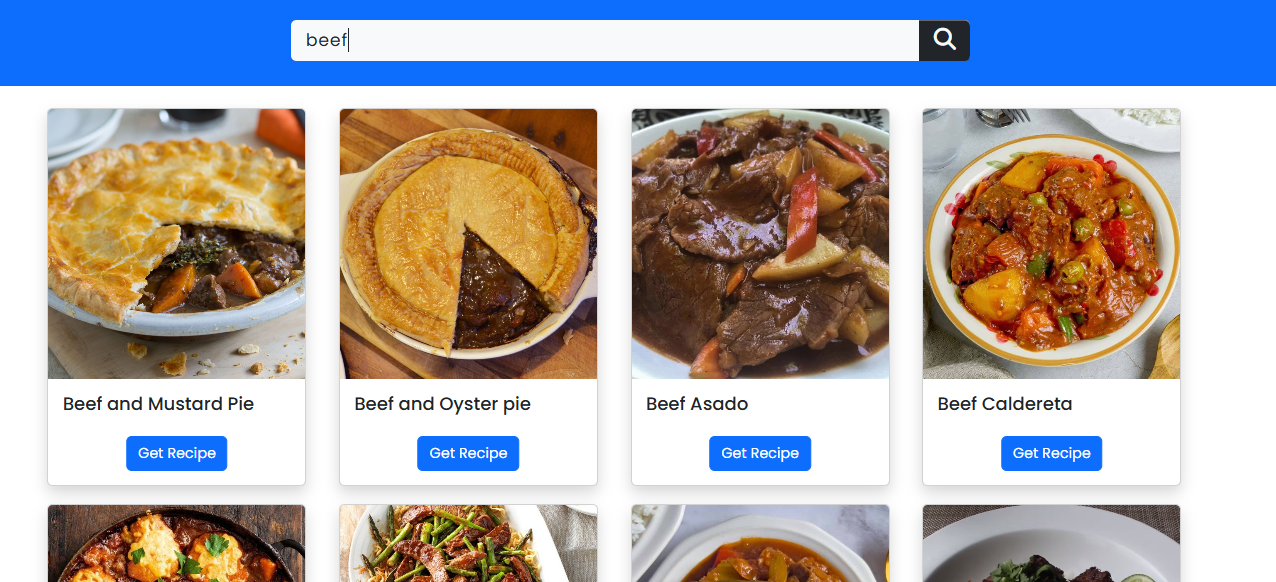 beef
Beef and Mustard Pie
Beef and Oyster pie
Beef Asado
Beef Caldereta
Get Recipe
Get Recipe
Get Recipe
Get Recipe